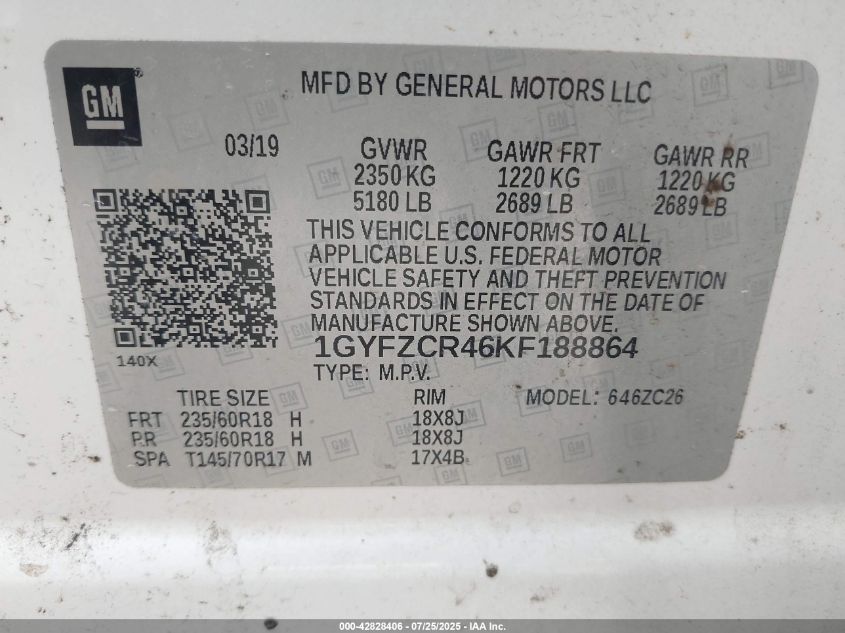 GM
MFD BY GENERAL MOTORS LLC
03/19
GVWR
2350 KG
5180 LB
GAWR FRT
1220 KG
2689 LB
GAWR RR
1220 KG
2689 LB
THIS VEHICLE CONFORMS TO ALL
APPLICABLE U.S. FEDERAL MOTOR
VEHICLE SAFETY AND THEFT PREVENTION
STANDARDS IN EFFECT ON THE DATE OF
MANUFACTURE SHOWN ABOVE.
140X
1GYFZCR46KF188864
TYPE: M.P.V.
TIRE SIZE RIM MODEL: 646ZC26
FRT 235/60R18 H 18X8J
RR 235/60R18 H 18X8J
SPA T145/70R17 M 17X4B
000-42828406 - 07/25/2025 - IAA Inc.